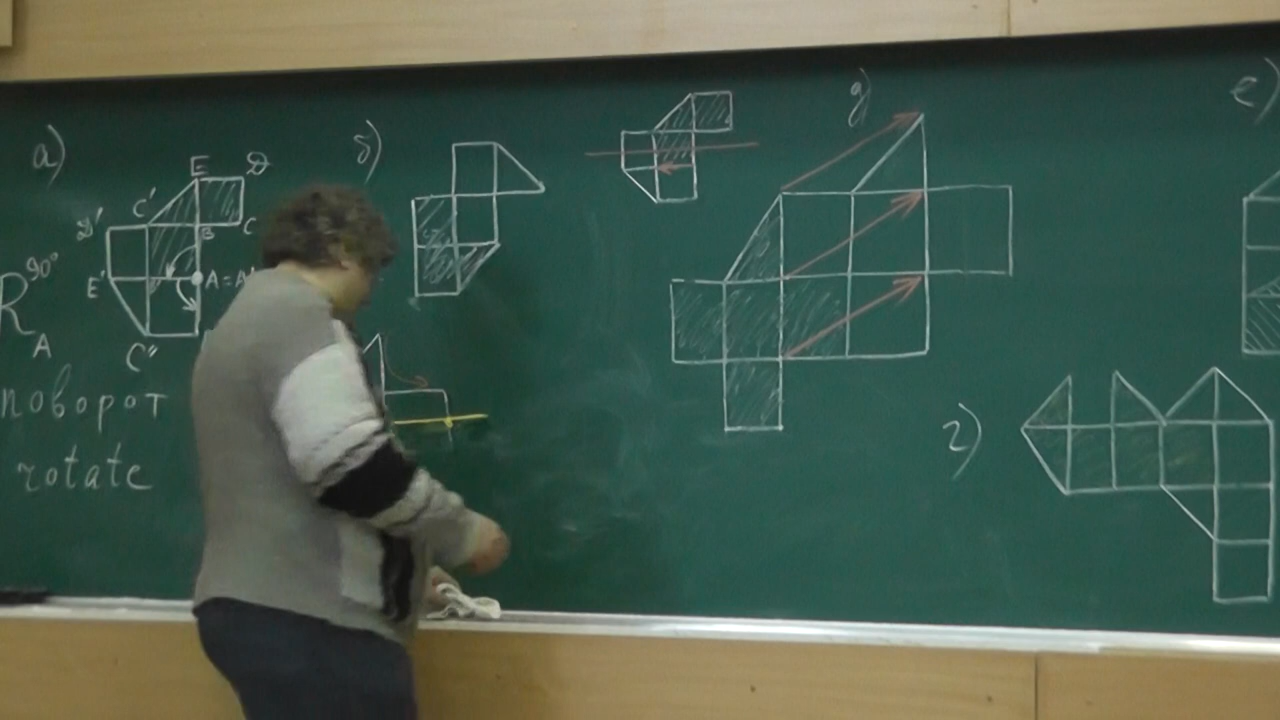 а)
E D
C'
D' B C
E' A = A'
C"
R 90°
A
поворот
rotate
б)
д)
г)
е)